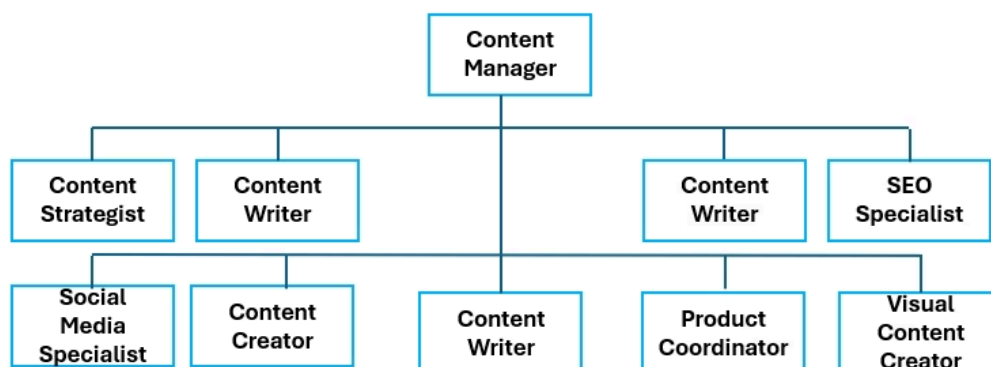 Content
Manager
Content
Strategist
Content
Writer
Content
Writer
SEO
Specialist
Social
Media
Specialist
Content
Creator
Content
Writer
Product
Coordinator
Visual
Content
Creator